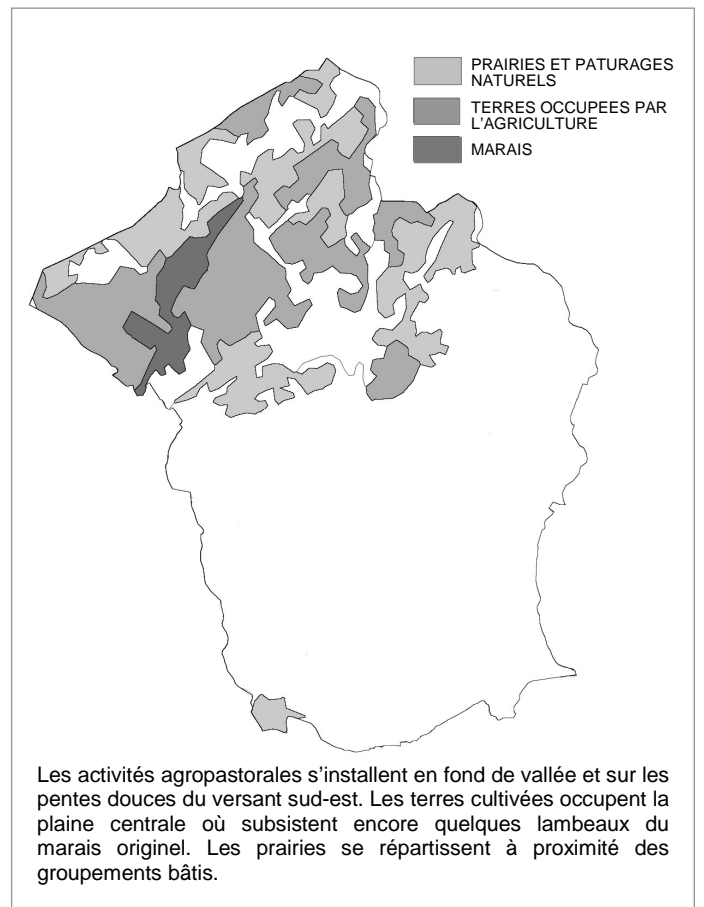 PRAIRIES ET PATURAGES
NATURELS
TERRES OCCUPEES PAR
L'AGRICULTURE
MARAIS
Les activités agropastorales s’installent en fond de vallée et sur les
pentes douces du versant sud-est. Les terres cultivées occupent la
plaine centrale où subsistent encore quelques lambeaux du
marais originel. Les prairies se répartissent à proximité des
groupements bâtis.